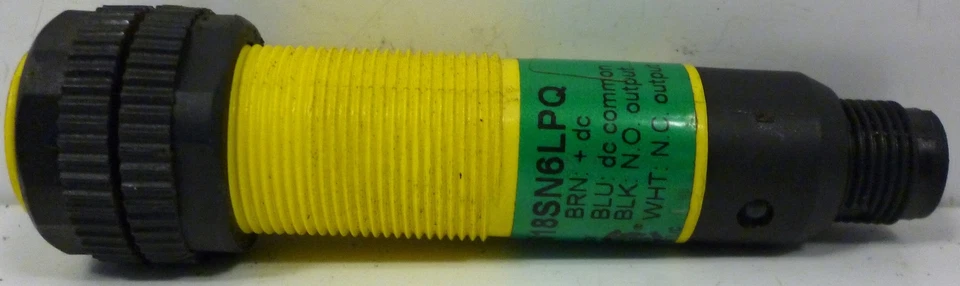 18SN6LPQ
BRN: + dc
BLU: dc common
BLK: N.O. output
WHT: N.C. output